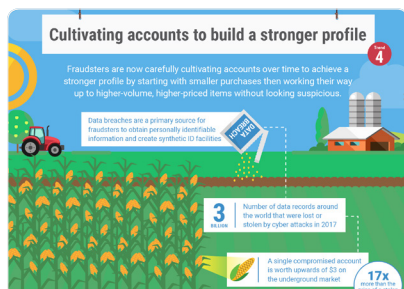 Cultivating accounts to build a stronger profile
Trend
4
Fraudsters are now carefully cultivating accounts over time to achieve a
stronger profile by starting with smaller purchases then working their way
up to higher-volume, higher-priced items without looking suspicious.
Data breaches are a primary source for
fraudsters to obtain personally identifiable
information and create synthetic ID facilities
DATA
BREACH
3
BILLION
Number of data records around
the world that were lost or
stolen by cyber attacks in 2017
A single compromised account
is worth upwards of $3 on
the underground market
17x
more than the